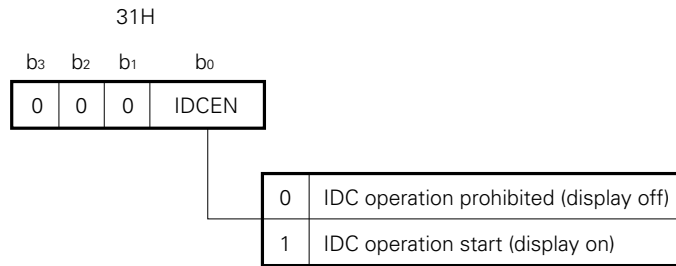 31H
b3 b2 b1 b0
0 0 0 IDCEN
0 IDC operation prohibited (display off)
1 IDC operation start (display on)